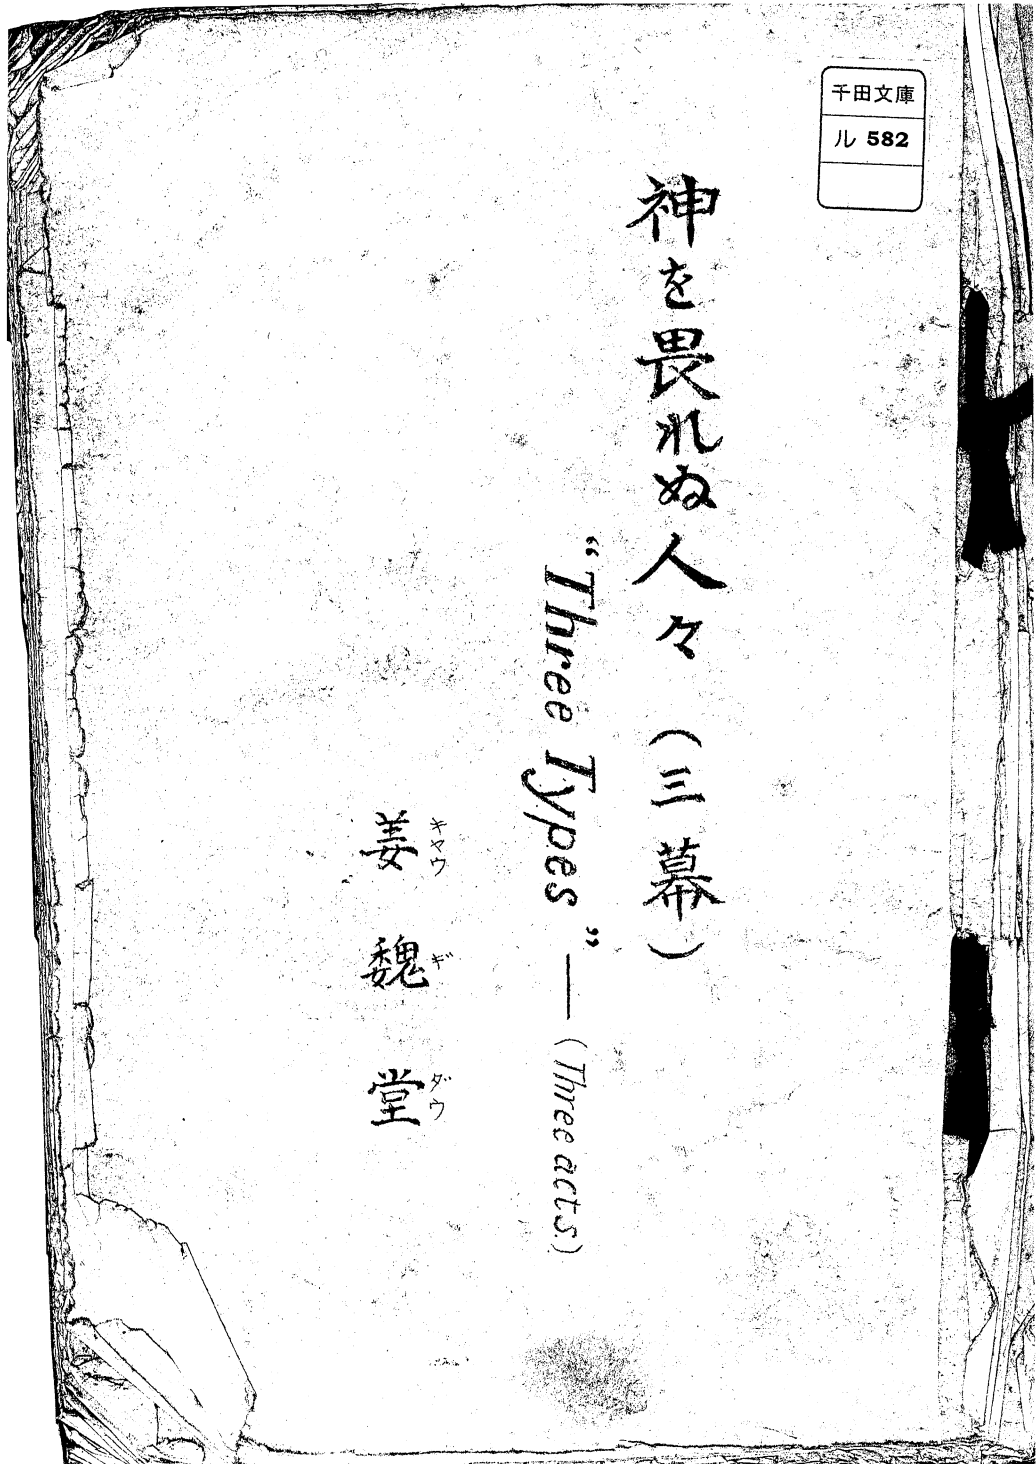 千田文庫
ル 582
神を畏れぬ人々 (三幕)
“Three Types” — (Three acts.)
姜魏堂
キャウ ギ ダウ